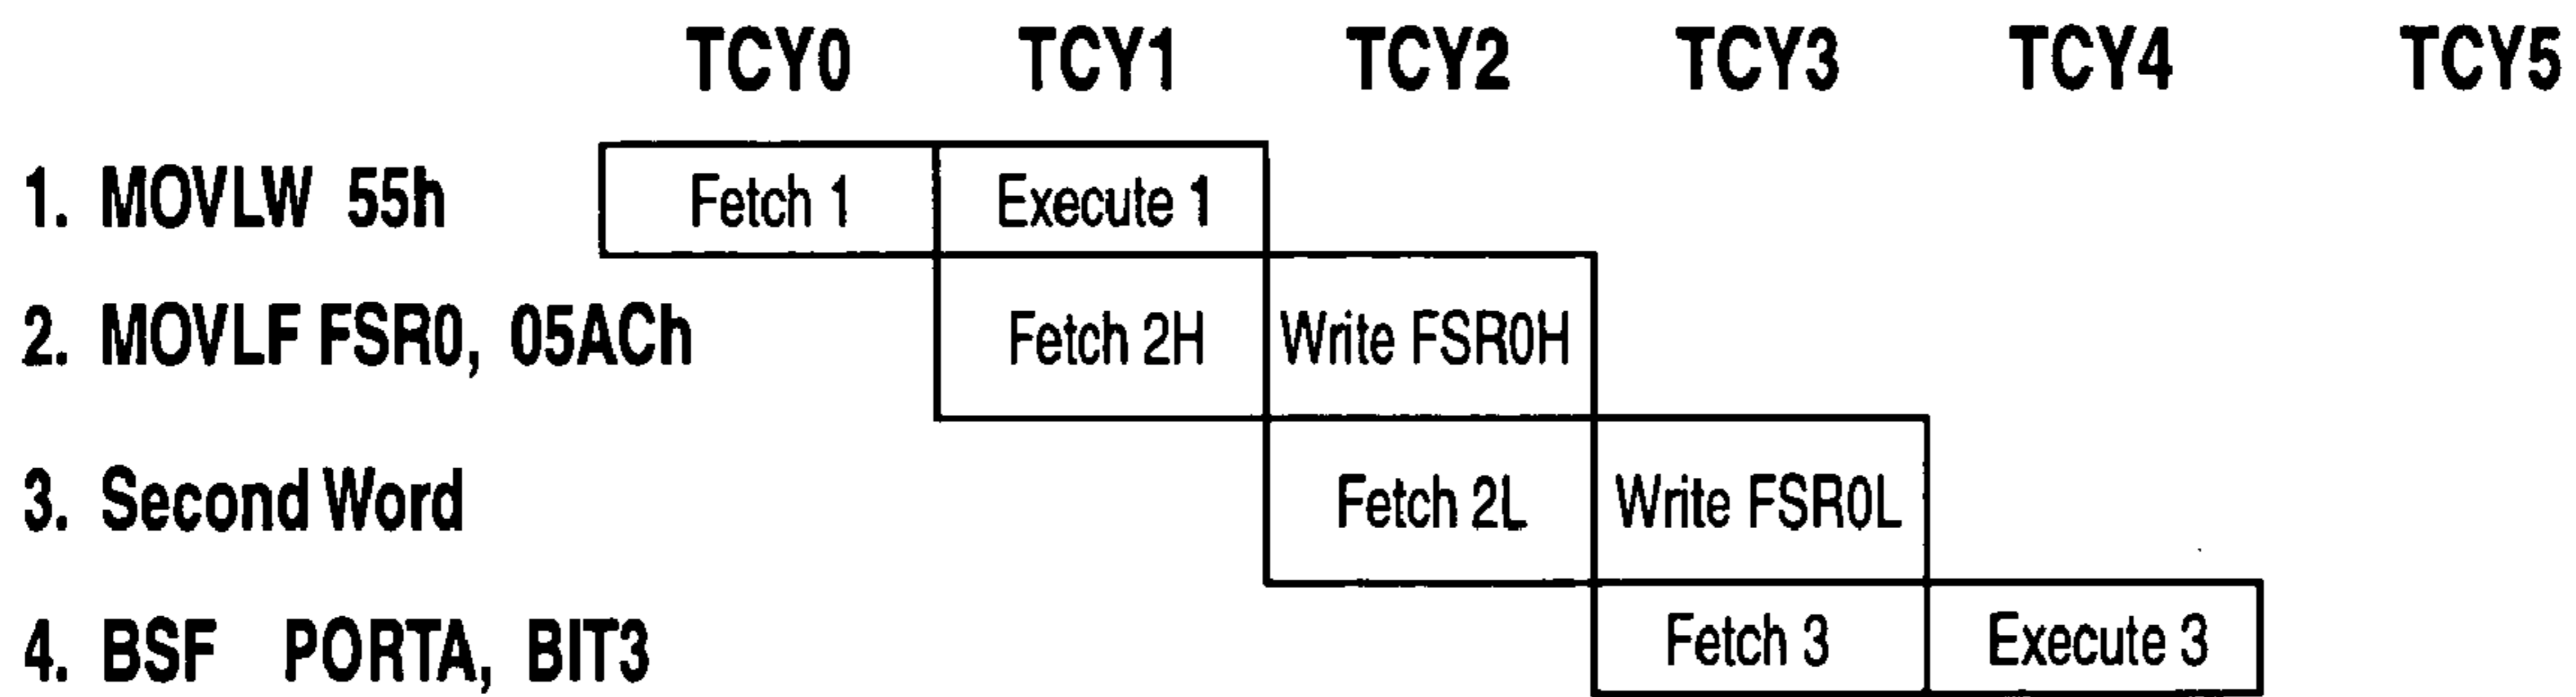 TCY0 TCY1 TCY2 TCY3 TCY4 TCY5
1. MOVLW 55h Fetch 1 Execute 1
2. MOVLF FSR0, 05ACh Fetch 2H Write FSR0H
3. Second Word Fetch 2L Write FSR0L
4. BSF PORTA, BIT3 Fetch 3 Execute 3